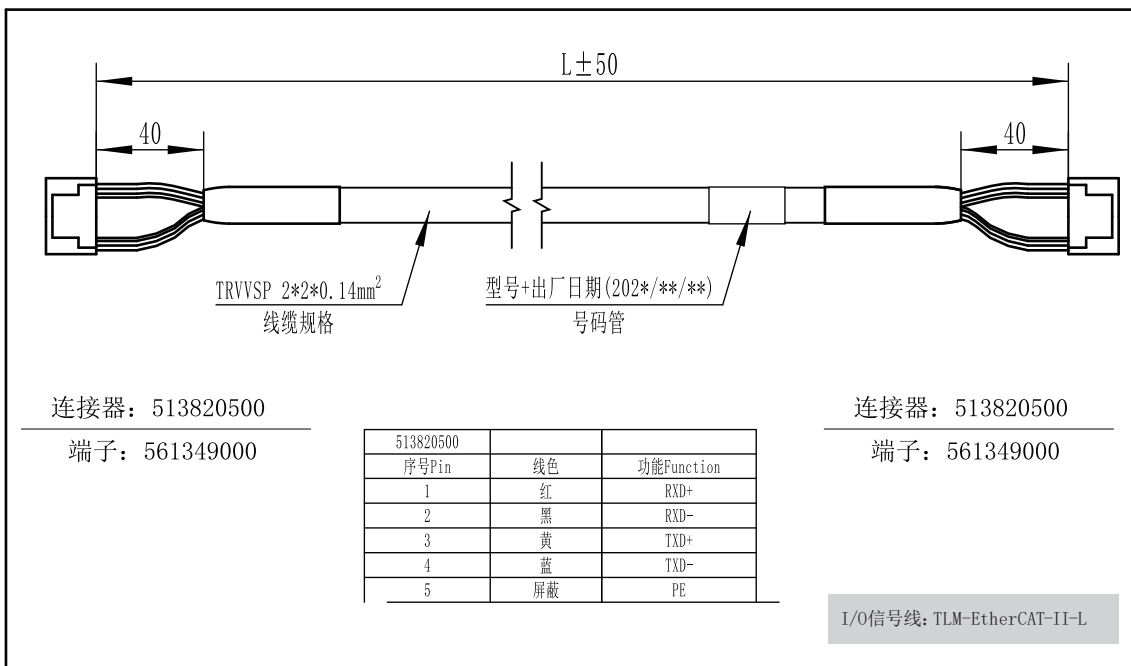 L±50
40
40
TRVVSP 2*2*0.14mm²
线缆规格
型号+出厂日期(202*/**/**)
号码管
连接器: 513820500
端子: 561349000
连接器: 513820500
端子: 561349000
513820500
序号Pin 线色 功能Function
1 红 RXD+
2 黑 RXD-
3 黄 TXD+
4 蓝 TXD-
5 屏蔽 PE
I/O信号线: TLM-EtherCAT-II-L